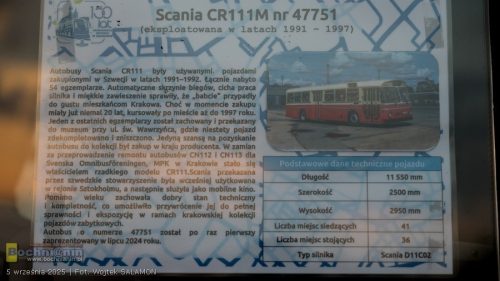 150
lat
Scania CR111M nr 47751
(eksploatowana w latach 1991 - 1997)
Autobusy Scania CR111 były używanymi pojazdami
zakupionymi w Szwecji w latach 1991-1992. Łącznie nabyto
54 egzemplarze. Automatyczne skrzynie biegów, cicha praca
silnika i miękkie zawieszenie sprawiły, że "babcie" przypadły
do gustu mieszkańcom Krakowa. Choć w momencie zakupu
miały już niemal 20 lat, kursowały po mieście aż do 1997 roku.
Jeden z ostatnich egzemplarzy został zachowany i przekazany
do muzeum przy ul. św. Wawrzyńca, gdzie niestety pojazd
zdekompletowano i zniszczono. Jedyną szansą na pozyskanie
autobusu do kolekcji był zakup w kraju producenta. W zamian
za przeprowadzenie remontu autobusów CN112 i CN113 dla
Svenska Omnibusföreningen, MPK w Krakowie stało się
właścicielem rzadkiego modelu CR111.Scania przekazana
przez szwedzkie stowarzyszenie była wcześniej użytkowana
w rejonie Sztokholmu, a następnie służyła jako mobilne kino.
Pomimo wieku zachowała dobry stan techniczny
i kompletność, co umożliwiło przywrócenie jej do pełnej
sprawności i ekspozycję w ramach krakowskiej kolekcji
pojazdów zabytkowych.
Autobus o numerze 47751 został po raz pierwszy
zaprezentowany w lipcu 2024 roku.
Podstawowe dane techniczne pojazdu
Długość 11 550 mm
Szerokość 2500 mm
Wysokość 2950 mm
Liczba miejsc siedzących 41
Liczba miejsc stojących 36
Typ silnika Scania D11C02
Bochnianin
www.bochnianin.pl
5 września 2025 | Fot. Wojtek SALAMON